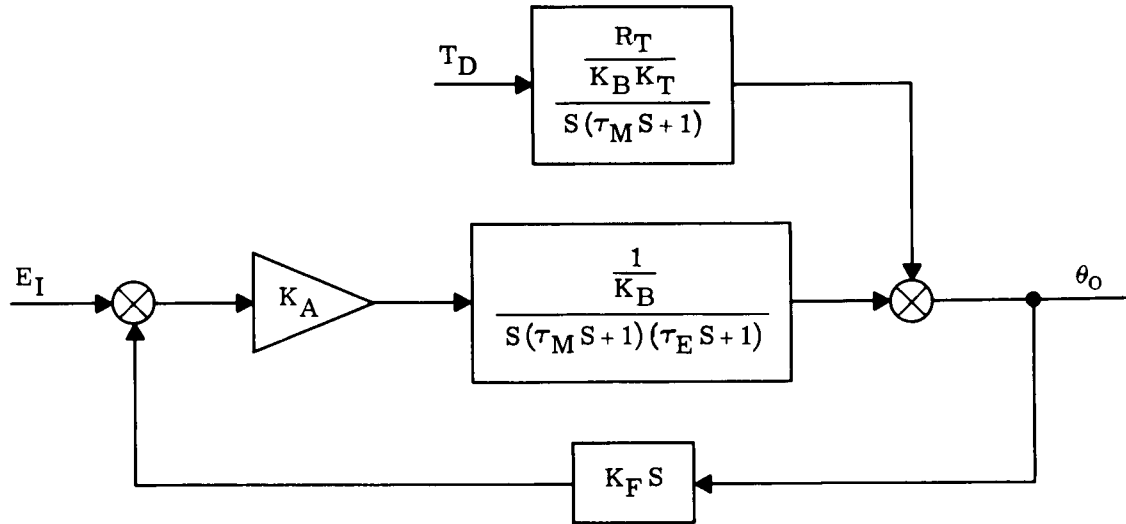 T_D
R_T
K_B K_T
S(τ_M S + 1)
E_I
K_A
1
K_B
S(τ_M S + 1)(τ_E S + 1)
θ_O
K_F S